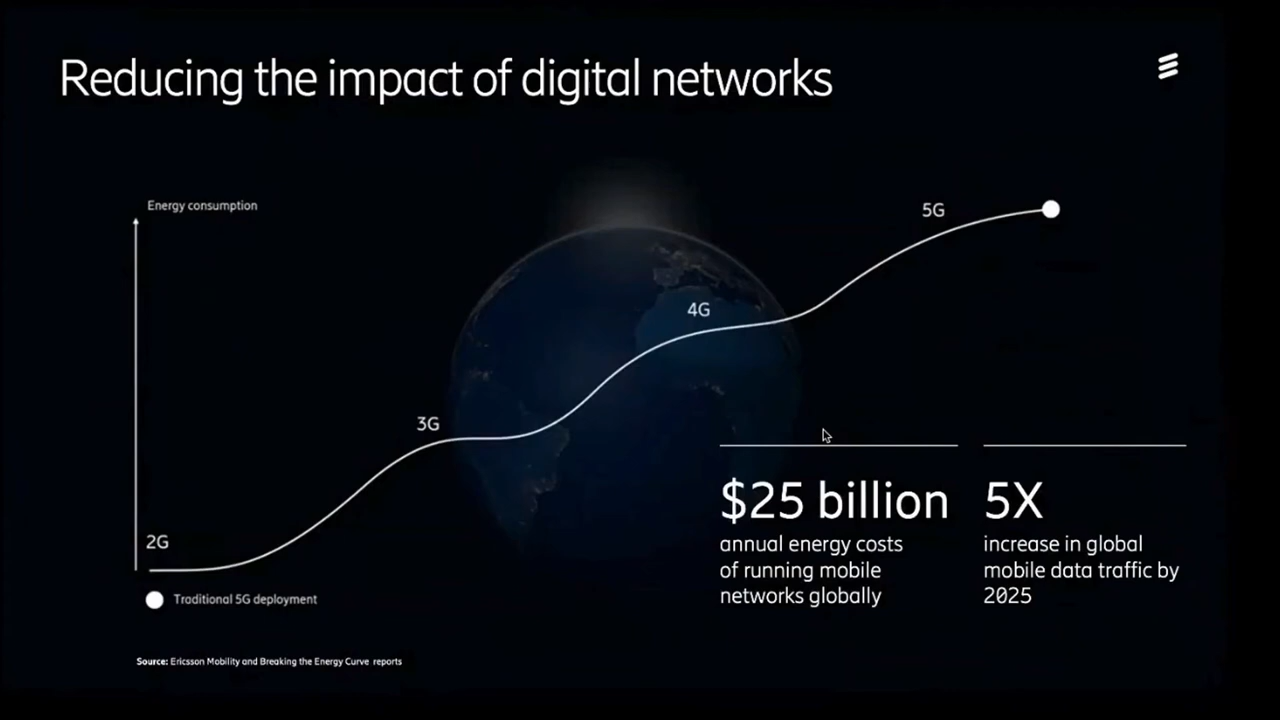 Reducing the impact of digital networks
Energy consumption
5G
4G
3G
2G
$25 billion
annual energy costs
of running mobile
networks globally
5X
increase in global
mobile data traffic by
2025
Traditional 5G deployment
Source: Ericsson Mobility and Breaking the Energy Curve reports